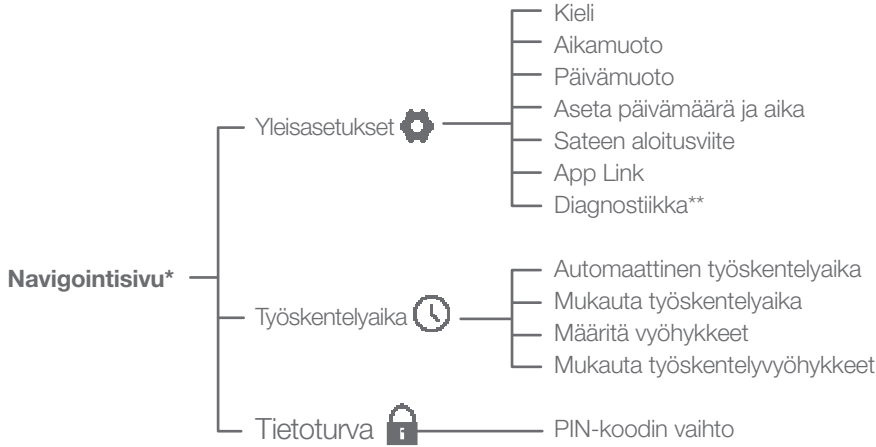 Navigointisivu*
Yleisasetukset
Kieli
Aikamuoto
Päivämuoto
Aseta päivämäärä ja aika
Sateen aloitusviite
App Link
Diagnostiikka**
Työskentelyaika
Automaattinen työskentelyaika
Mukauta työskentelyaika
Määritä vyöhykkeet
Mukauta työskentelyvyöhykkeet
Tietoturva
PIN-koodin vaihto